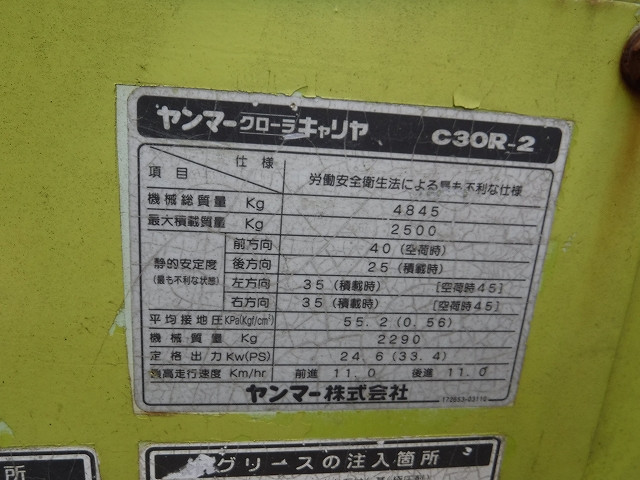 ヤンマークローラキャリヤ C30R-2
仕様
項目
労働安全衛生法による最も不利な仕様
機械総質量 Kg 4845
最大積載質量 Kg 2500
静的安定度
(最も不利な状態)
前方向 40(空荷時)
後方向 25(積載時)
左方向 35(積載時) [空荷時45]
右方向 35(積載時) [空荷時45]
平均接地圧 KPa(Kgf/cm²) 55.2(0.56)
機械質量 Kg 2290
定格出力 Kw(PS) 24.6(33.4)
最高走行速度 Km/hr 前進 11.0 後進 11.0
ヤンマー株式会社
グリースの注入箇所
所